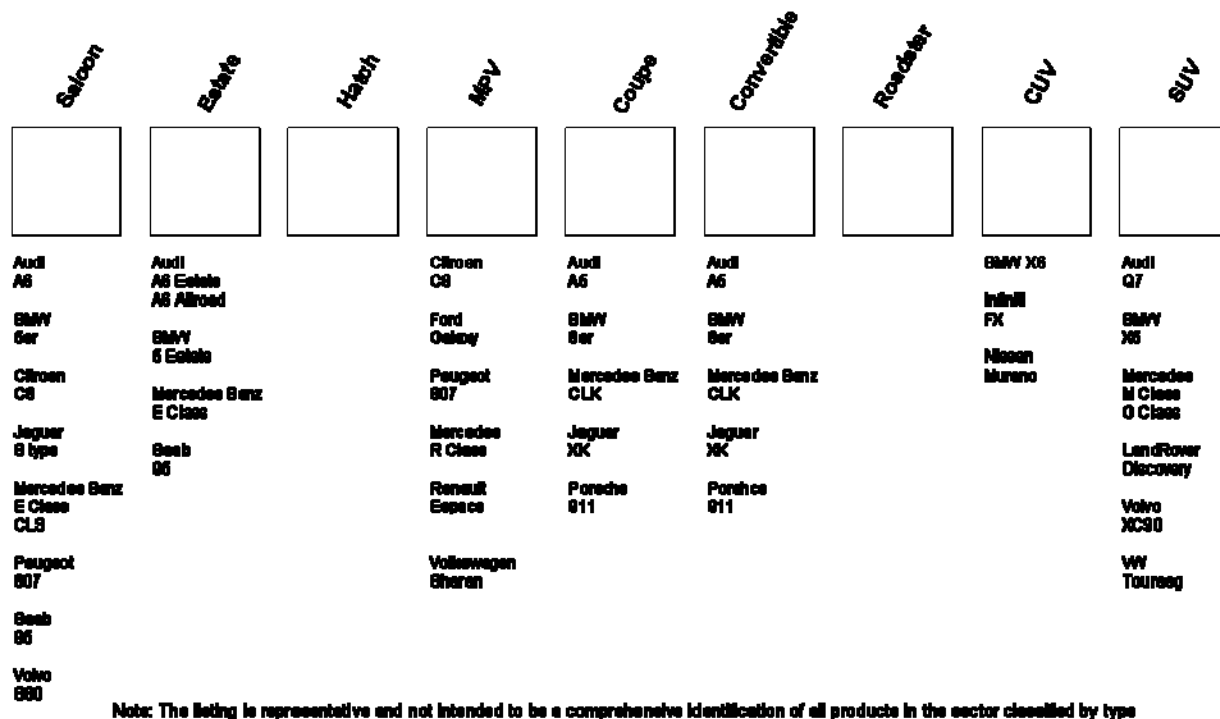 Saloon
Estate
Hatch
MPV
Coupe
Convertible
Roadster
CUV
SUV
Audi
A6
BMW
5er
Citroen
C6
Jaguar
S type
Mercedes Benz
E Class
CLS
Peugeot
607
Saab
95
Volvo
S80
Audi
A6 Estate
A6 Allroad
BMW
5 Estate
Mercedes Benz
E Class
Saab
95
Citroen
C8
Ford
Galaxy
Peugeot
807
Mercedes
R Class
Renault
Espace
Volkswagen
Sharan
Audi
A5
BMW
6er
Mercedes Benz
CLK
Jaguar
XK
Porsche
911
Audi
A5
BMW
6er
Mercedes Benz
CLK
Jaguar
XK
Porshce
911
BMW X6
Infiniti
FX
Nissan
Murano
Audi
Q7
BMW
X5
Mercedes
M Class
G Class
LandRover
Discovery
Volvo
XC90
VW
Note: The listing is representative and not intended to be a comprehensive identification of all products in the sector classified by type